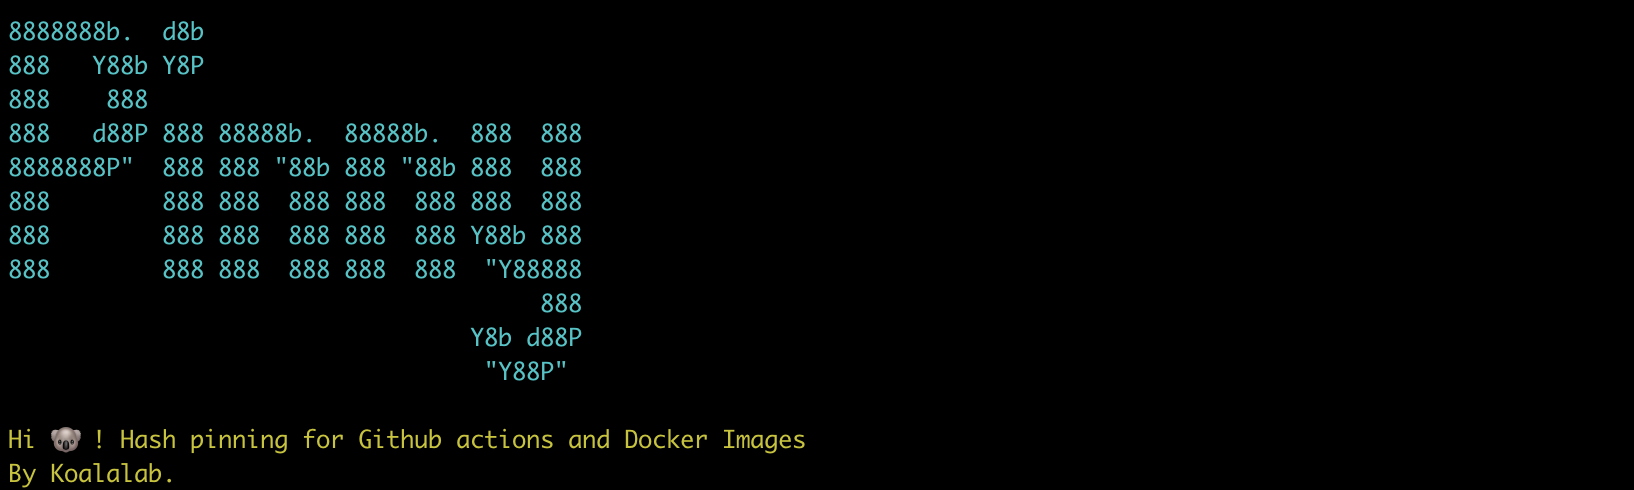 8888888b.  d8b
888   Y88b Y8P
888    888
888   d88P 888 88888b.  88888b.  888  888
8888888P"  888 888 "88b 888 "88b 888  888
888        888 888  888 888  888 888  888
888        888 888  888 888  888 Y88b 888
888        888 888  888 888  888  "Y88888
                                      888
                                 Y8b d88P
                                  "Y88P"
Hi 🐨 ! Hash pinning for Github actions and Docker Images
By Koalalab.